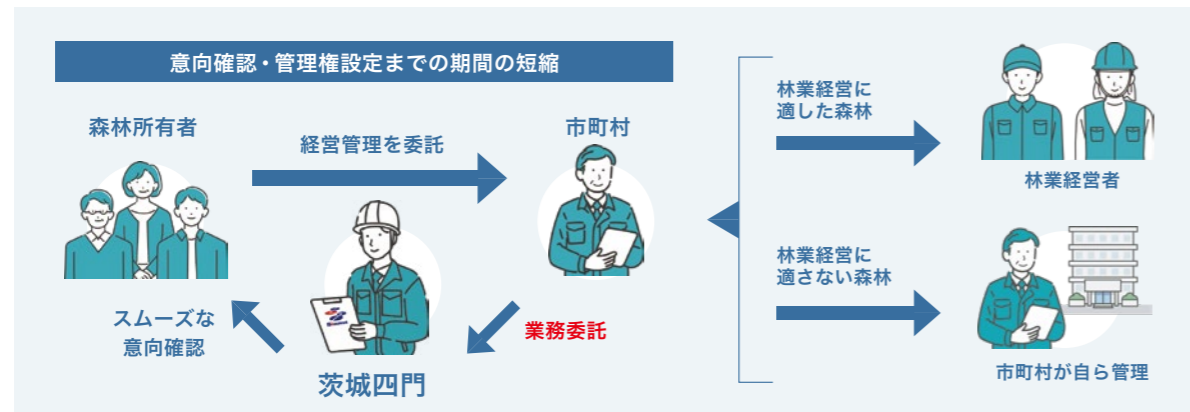 意向確認・管理権設定までの期間の短縮
森林所有者
経営管理を委託
市町村
スムーズな
意向確認
茨城四門
業務委託
林業経営に
適した森林
林業経営者
林業経営に
適さない森林
市町村が自ら管理